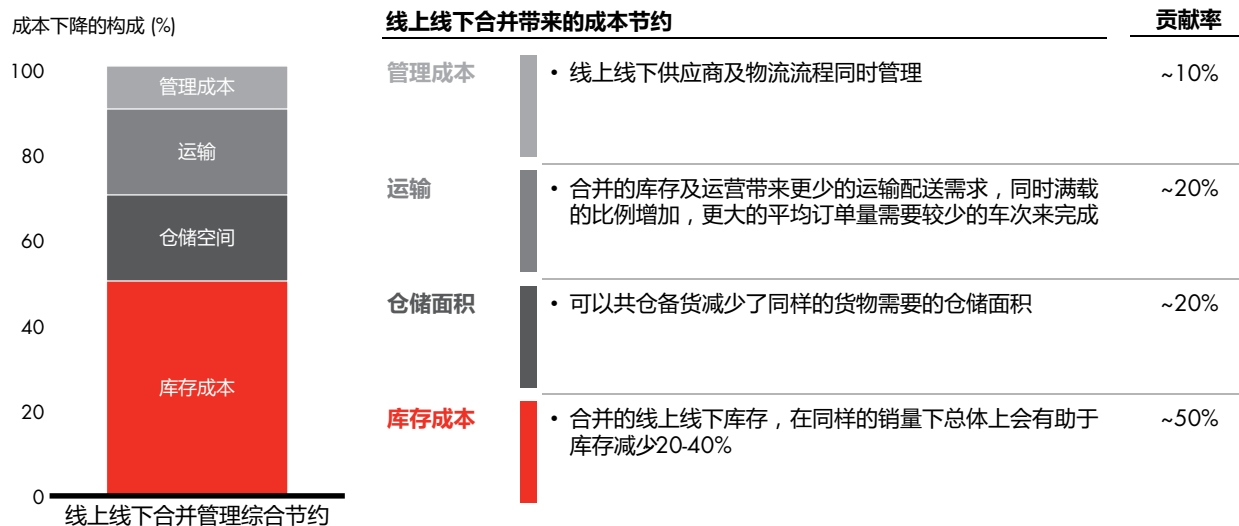 成本下降的构成 (%)
100
80
60
40
20
0
管理成本
运输
仓储空间
库存成本
线上线下合并管理综合节约
线上线下合并带来的成本节约
贡献率
管理成本
• 线上线下供应商及物流流程同时管理
~10%
运输
• 合并的库存及运营带来更少的运输配送需求，同时满载
的比例增加，更大的平均订单量需要较少的车次来完成
~20%
仓储面积
• 可以共仓备货减少了同样的货物需要的仓储面积
~20%
库存成本
• 合并的线上线下库存，在同样的销量下总体上会有助于
库存减少20-40%
~50%